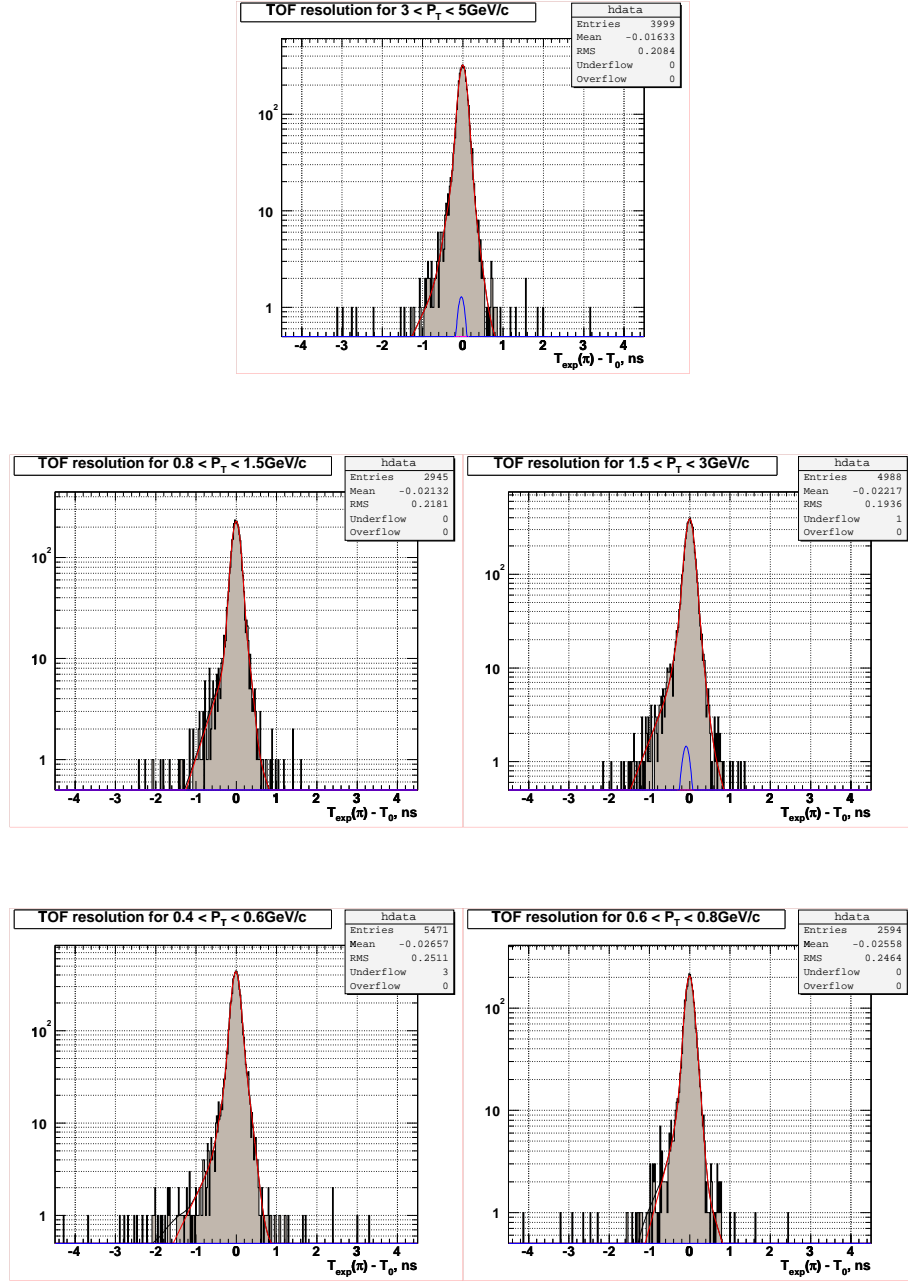 TOF resolution for 3 < P_T < 5GeV/c
hdata
Entries 3999
Mean -0.01633
RMS 0.2084
Underflow 0
Overflow 0
10^2
10
1
-4 -3 -2 -1 0 1 2 3 4
T_exp(π) - T_0, ns
TOF resolution for 0.8 < P_T < 1.5GeV/c
hdata
Entries 2945
Mean -0.02132
RMS 0.2181
Underflow 0
Overflow 0
10^2
10
1
-4 -3 -2 -1 0 1 2 3 4
T_exp(π) - T_0, ns
TOF resolution for 1.5 < P_T < 3GeV/c
hdata
Entries 4988
Mean -0.02217
RMS 0.1936
Underflow 1
Overflow 0
10^2
10
1
-4 -3 -2 -1 0 1 2 3 4
T_exp(π) - T_0, ns
TOF resolution for 0.4 < P_T < 0.6GeV/c
hdata
Entries 5471
Mean -0.02657
RMS 0.2511
Underflow 3
Overflow 0
10^2
10
1
-4 -3 -2 -1 0 1 2 3 4
T_exp(π) - T_0, ns
TOF resolution for 0.6 < P_T < 0.8GeV/c
hdata
Entries 2594
Mean -0.02558
RMS 0.2464
Underflow 0
Overflow 0
10^2
10
1
-4 -3 -2 -1 0 1 2 3 4
T_exp(π) - T_0, ns